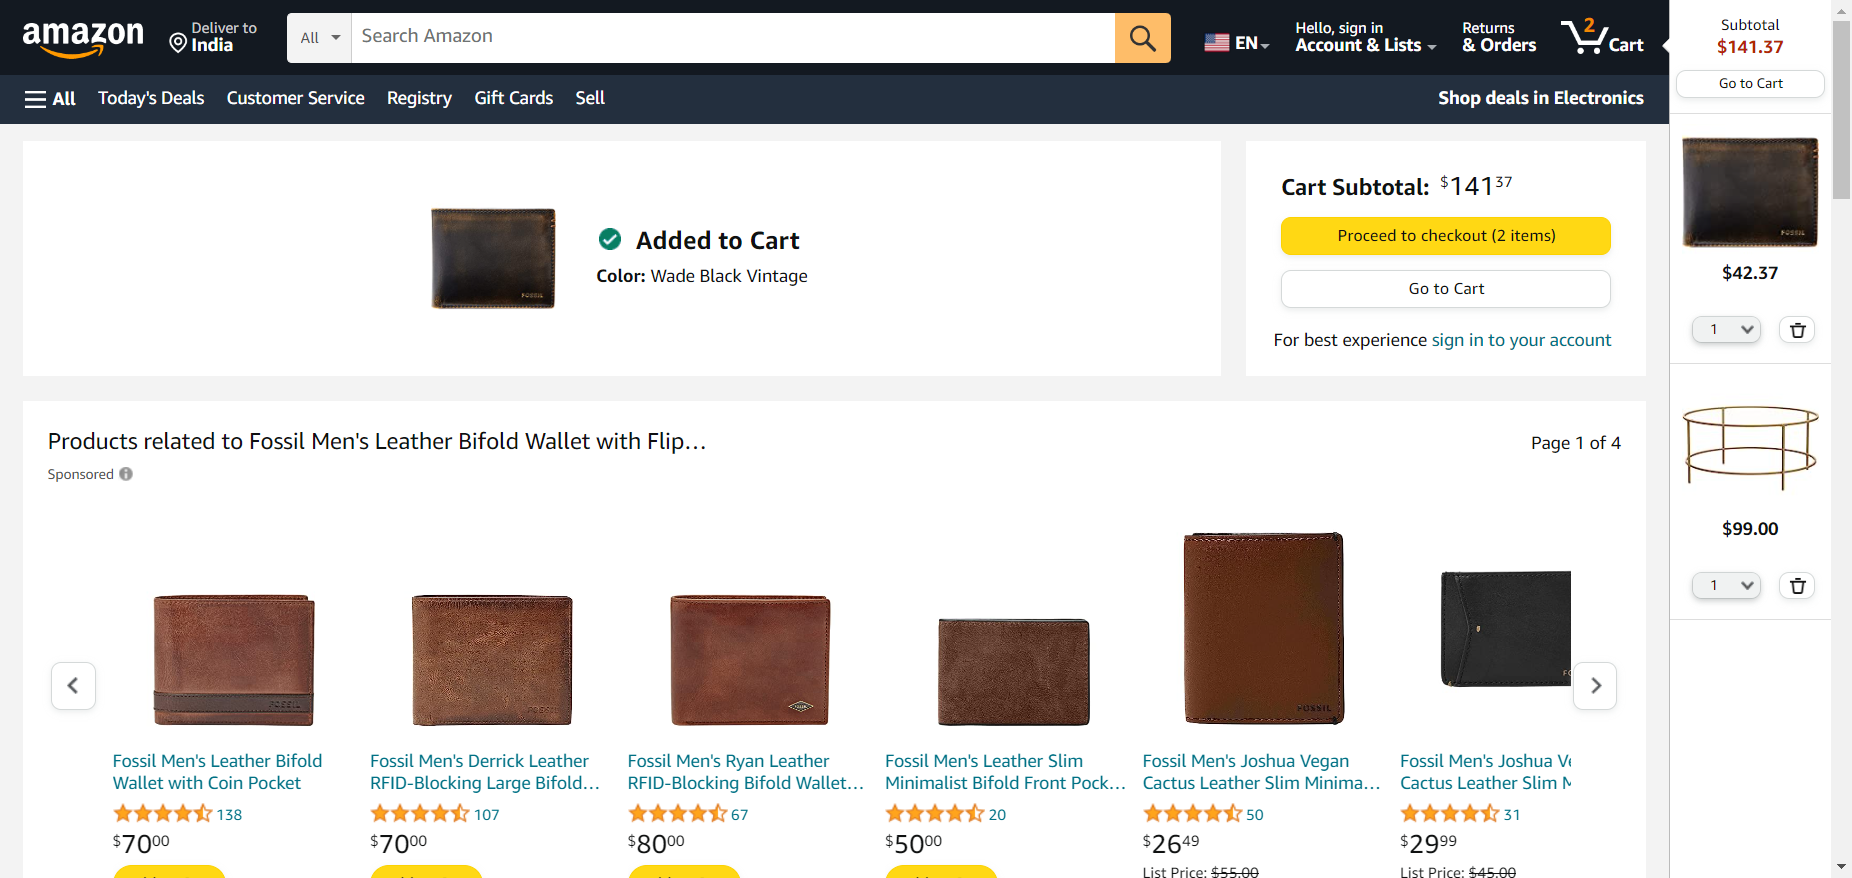 amazon
Deliver to
India
All
Search Amazon
EN
Hello, sign in
Account & Lists
Returns
& Orders
2
Cart
All
Today's Deals
Customer Service
Registry
Gift Cards
Sell
Shop deals in Electronics
Subtotal
$141.37
Go to Cart
FOSSIL
$42.37
1
$99.00
1
FOSSIL
Added to Cart
Color: Wade Black Vintage
Cart Subtotal: $141 37
Proceed to checkout (2 items)
Go to Cart
For best experience sign in to your account
Products related to Fossil Men's Leather Bifold Wallet with Flip…
Page 1 of 4
Sponsored
FOSSIL
Fossil Men's Leather Bifold
Wallet with Coin Pocket
138
$70 00
FOSSIL
Fossil Men's Derrick Leather
RFID-Blocking Large Bifold…
107
$70 00
Fossil Men's Ryan Leather
RFID-Blocking Bifold Wallet…
67
$80 00
Fossil Men's Leather Slim
Minimalist Bifold Front Pock…
20
$50 00
FOSSIL
Fossil Men's Joshua Vegan
Cactus Leather Slim Minima…
50
$26 49
List Price: $55.00
Fossil Men's Joshua Ve
Cactus Leather Slim M
31
$29 99
List Price: $45.00